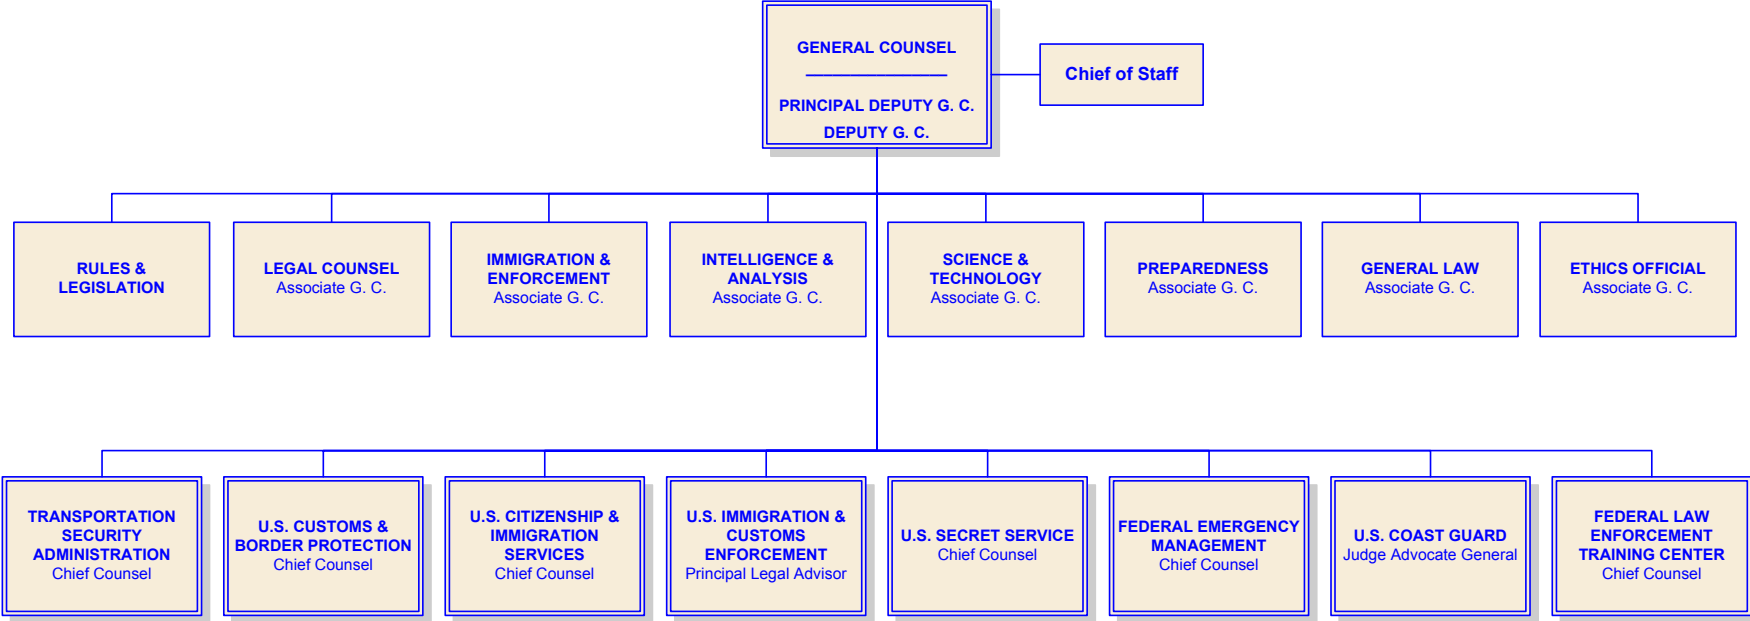 GENERAL COUNSEL
PRINCIPAL DEPUTY G. C.
DEPUTY G. C.
Chief of Staff
RULES &
LEGISLATION
LEGAL COUNSEL
Associate G. C.
IMMIGRATION &
ENFORCEMENT
Associate G. C.
INTELLIGENCE &
ANALYSIS
Associate G. C.
SCIENCE &
TECHNOLOGY
Associate G. C.
PREPAREDNESS
Associate G. C.
GENERAL LAW
Associate G. C.
ETHICS OFFICIAL
Associate G. C.
TRANSPORTATION
SECURITY
ADMINISTRATION
Chief Counsel
U.S. CUSTOMS &
BORDER PROTECTION
Chief Counsel
U.S. CITIZENSHIP &
IMMIGRATION
SERVICES
Chief Counsel
U.S. IMMIGRATION &
CUSTOMS
ENFORCEMENT
Principal Legal Advisor
U.S. SECRET SERVICE
Chief Counsel
FEDERAL EMERGENCY
MANAGEMENT
Chief Counsel
U.S. COAST GUARD
Judge Advocate General
FEDERAL LAW
ENFORCEMENT
TRAINING CENTER
Chief Counsel